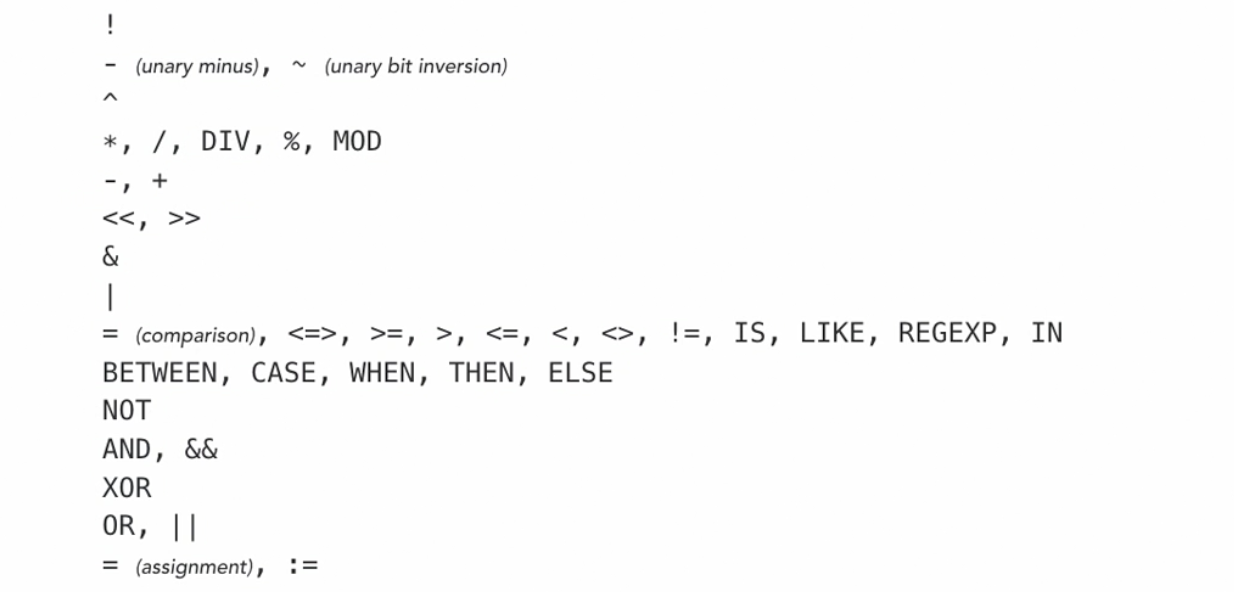 !
- (unary minus), ~ (unary bit inversion)
^
*, /, DIV, %, MOD
-, +
<<, >>
&
|
= (comparison), <=>, >=, >, <=, <, <>, !=, IS, LIKE, REGEXP, IN
BETWEEN, CASE, WHEN, THEN, ELSE
NOT
AND, &&
XOR
OR, ||
= (assignment), :=